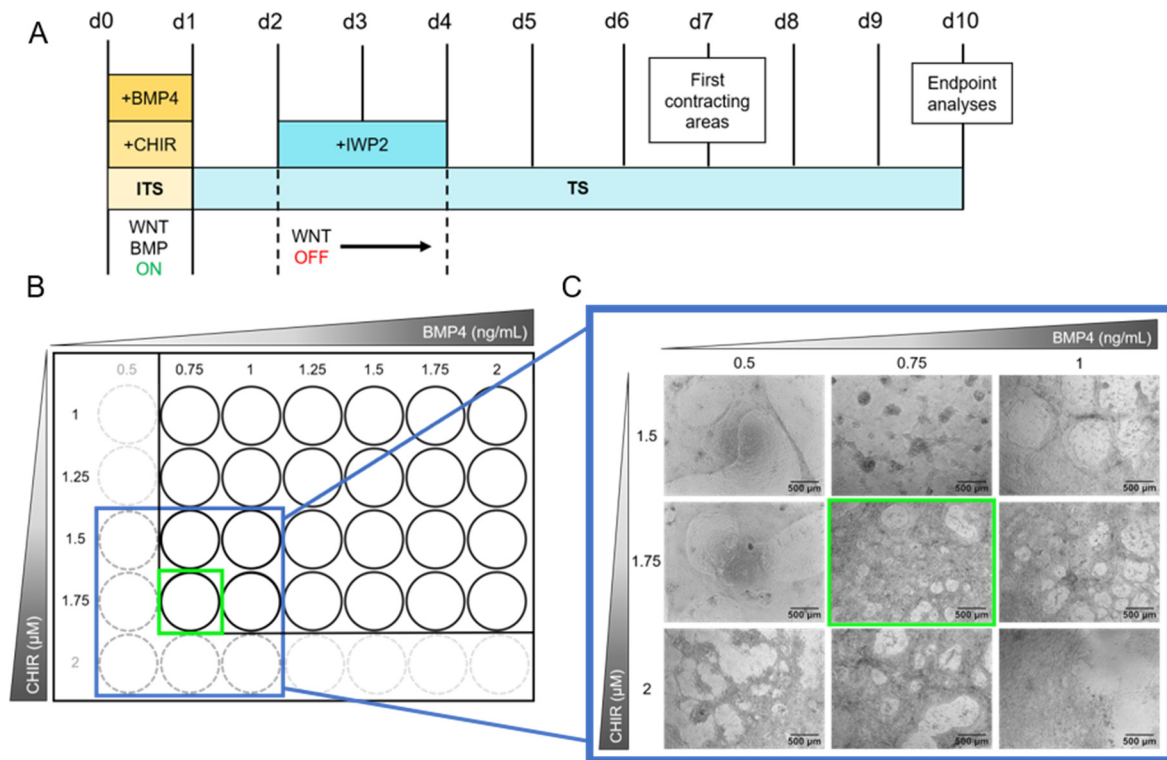 A
d0 d1 d2 d3 d4 d5 d6 d7 d8 d9 d10
+BMP4
First
contracting
areas
Endpoint
analyses
+CHIR
+IWP2
ITS
TS
WNT
BMP
ON
WNT
OFF
B
BMP4 (ng/mL)
0.5 0.75 1 1.25 1.5 1.75 2
1
1.25
1.5
1.75
2
CHIR (µM)
C
BMP4 (ng/mL)
0.5 0.75 1
1.5
500 µm 500 µm 500 µm
1.75
500 µm 500 µm 500 µm
2
500 µm 500 µm 500 µm
CHIR (µM)